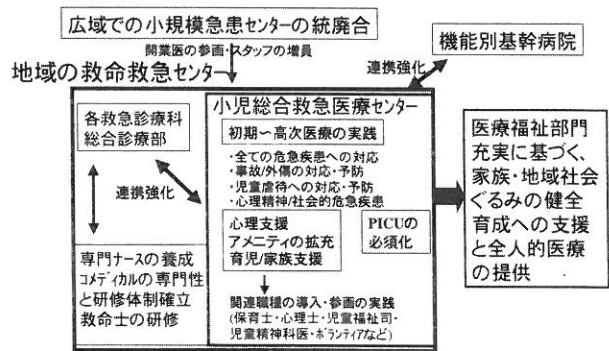 広域での小規模急患センターの統廃合
開業医の参画・スタッフの増員
機能別基幹病院
地域の救命救急センター
連携強化
小児総合救急医療センター
各救急診療科
総合診療部
初期～高次医療の実践
・全ての危急疾患への対応
・事故/外傷の対応・予防
・児童虐待への対応・予防
・心理精神/社会的危急疾患
連携強化
心理支援
アメニティの拡充
育児/家族支援
PICUの
必須化
専門ナースの養成
コメディカルの専門性
と研修体制確立
救命士の研修
関連職種の導入・参画の実践
(保育士・心理士・児童福祉司・
児童精神科医・ボランティアなど)
医療福祉部門
充実に基づく、
家族・地域社会
ぐるみの健全
育成への支援
と全人的医療
の提供